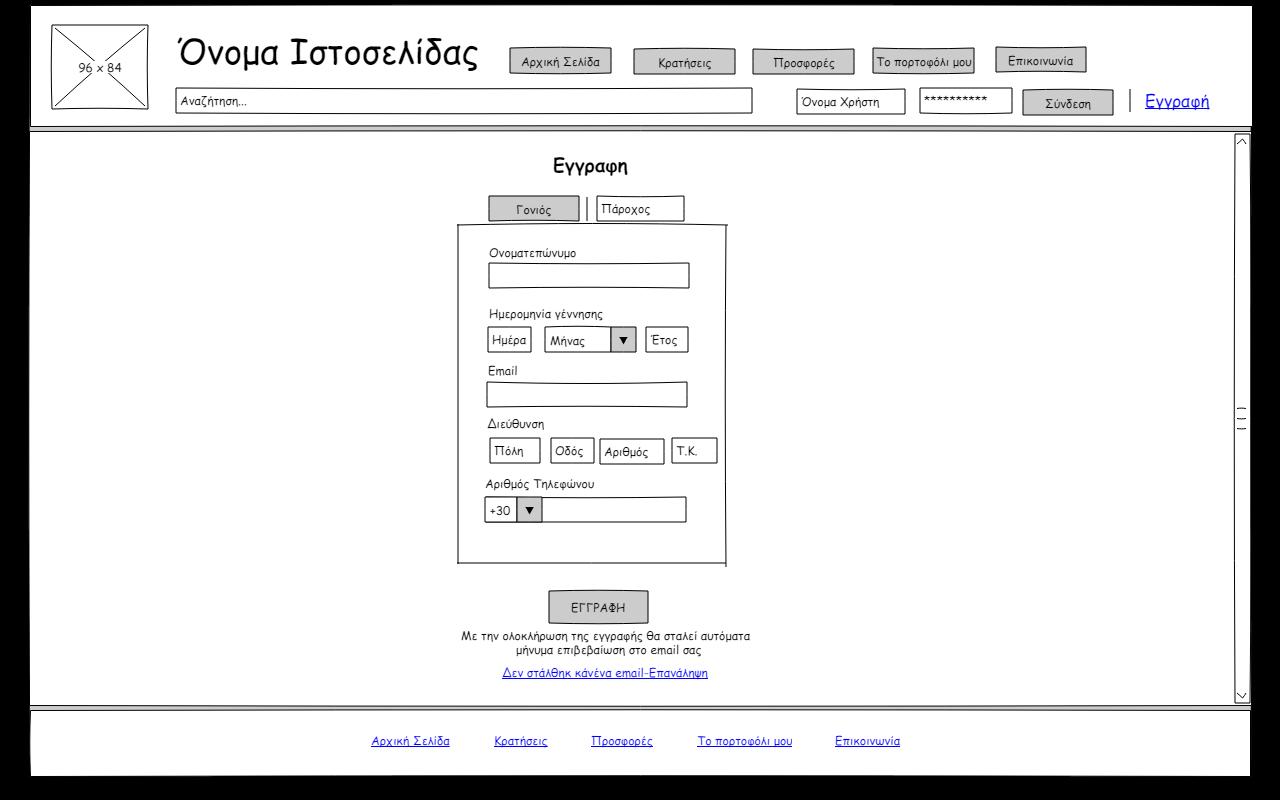 96 x 84
Όνομα Ιστοσελίδας
Αρχική Σελίδα
Κρατήσεις
Προσφορές
Το πορτοφόλι μου
Επικοινωνία
Αναζήτηση...
Όνομα Χρήστη
**********
Σύνδεση
Εγγραφή
Εγγραφη
Γονιός
Πάροχος
Ονοματεπώνυμο
Ημερομηνία γέννησης
Ημέρα
Μήνας
Έτος
Email
Διεύθυνση
Πόλη
Οδός
Αριθμός
Τ.Κ.
Αριθμός Τηλεφώνου
+30
ΕΓΓΡΑΦΗ
Με την ολοκλήρωση της εγγραφής θα σταλεί αυτόματα
μήνυμα επιβεβαίωση στο email σας
Δεν στάλθηκ κάνένα email-Επανάληψη
Αρχική Σελίδα
Κρατήσεις
Προσφορές
Το πορτοφόλι μου
Επικοινωνία